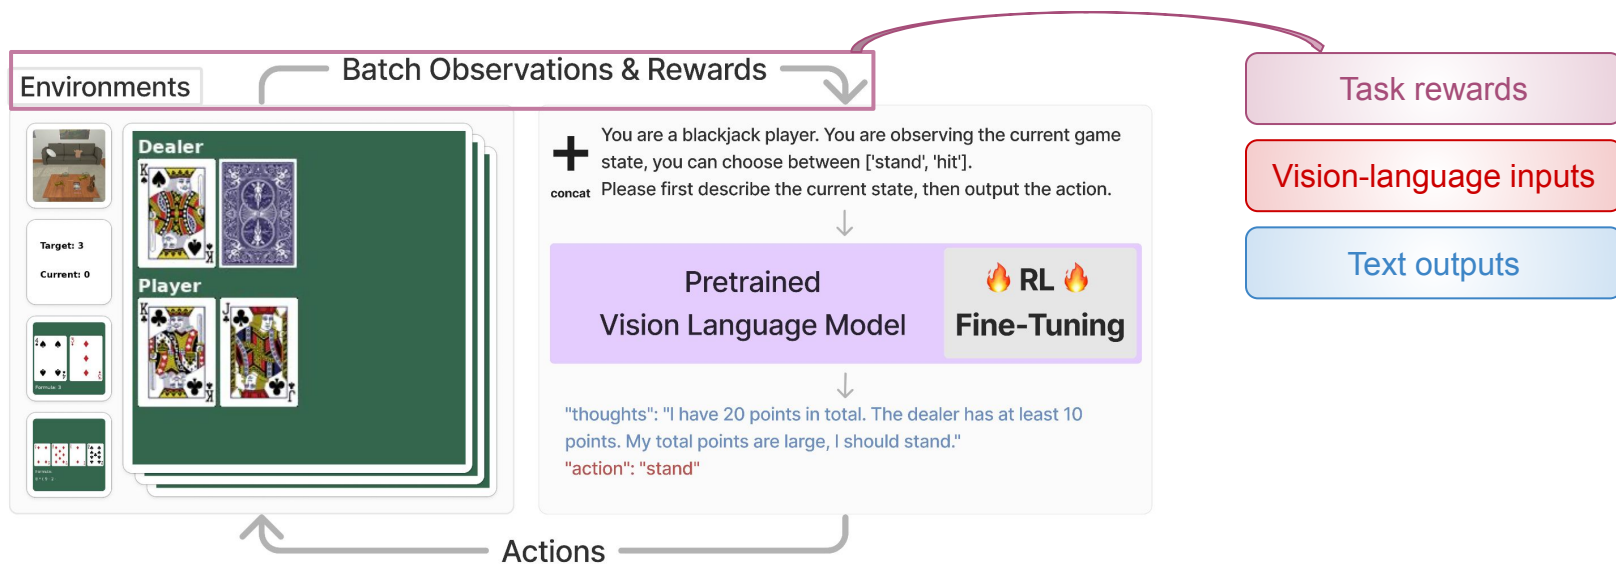 Batch Observations & Rewards
Environments
Task rewards
Vision-language inputs
Text outputs
Target: 3
Current: 0
Dealer
K
K
Player
K
K
J
J
Formula: 3
+
concat
You are a blackjack player. You are observing the current game
state, you can choose between ['stand', 'hit'].
Please first describe the current state, then output the action.
Pretrained
Vision Language Model
RL
Fine-Tuning
"thoughts": "I have 20 points in total. The dealer has at least 10
points. My total points are large, I should stand."
"action": "stand"
Actions